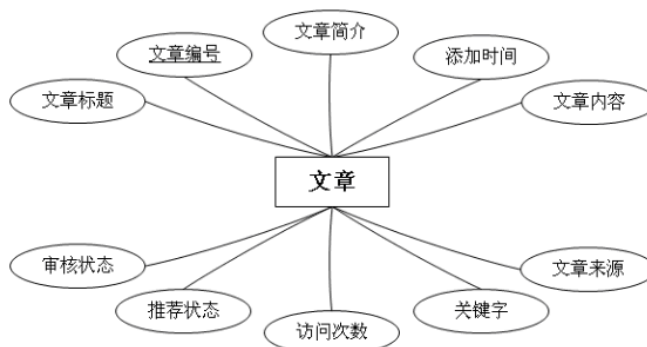 文章简介
文章编号
添加时间
文章标题
文章内容
文章
审核状态
文章来源
推荐状态
关键字
访问次数